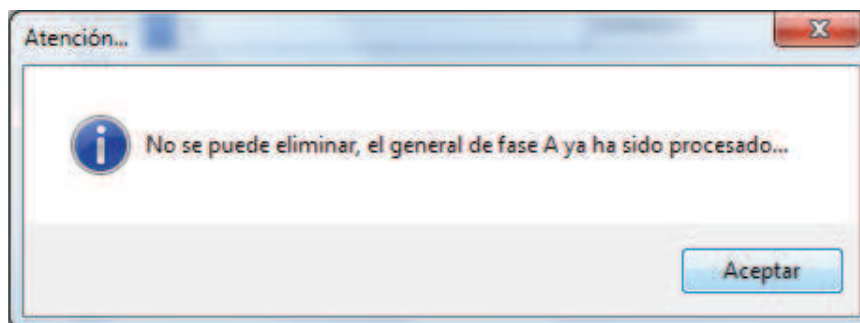 Atención...
No se puede eliminar, el general de fase A ya ha sido procesado...
Aceptar